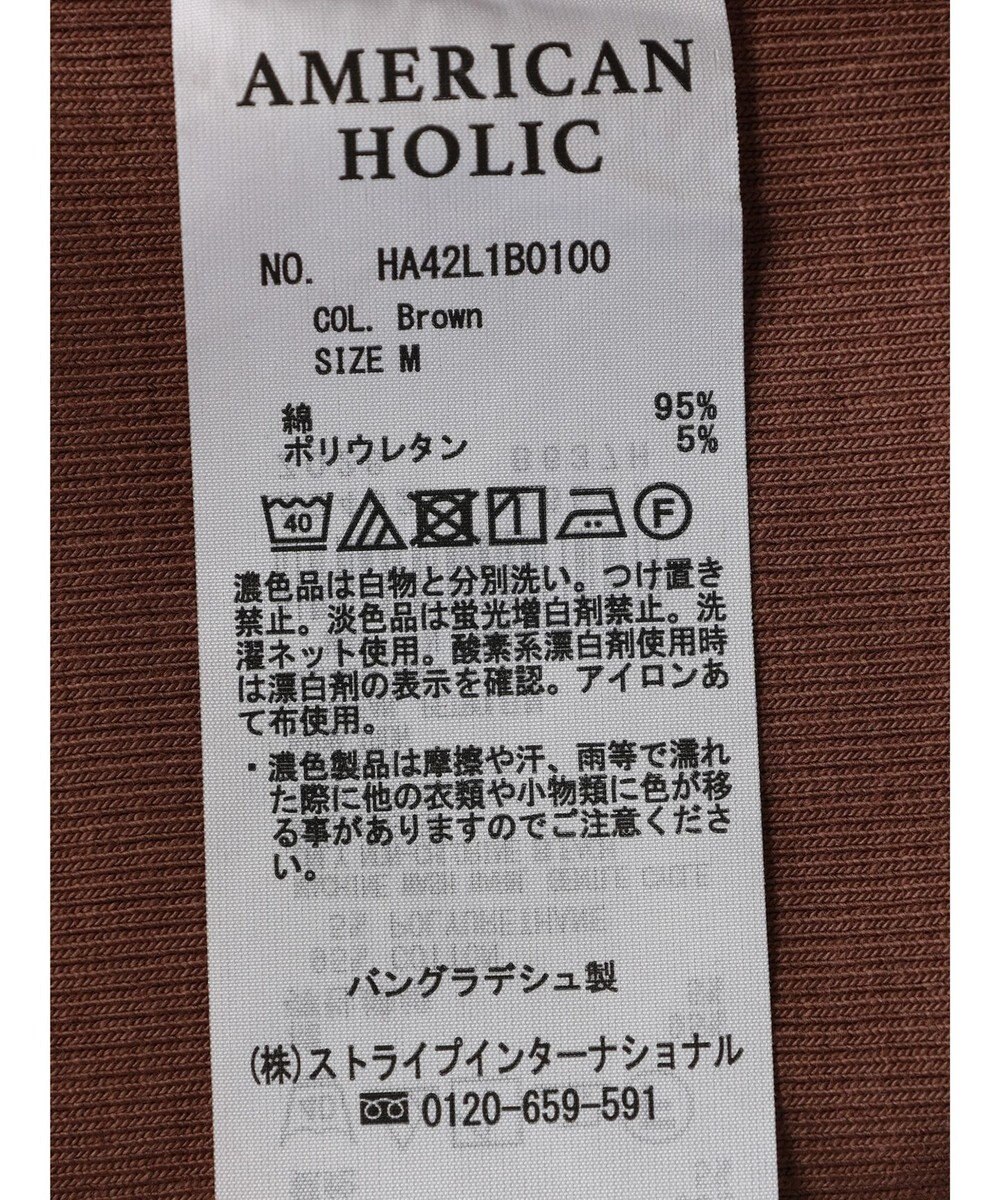 AMERICAN
HOLIC
NO. HA42L1B0100
COL. Brown
SIZE M
綿 95%
ポリウレタン 5%
40 F
濃色品は白物と分別洗い。つけ置き
禁止。淡色品は蛍光増白剤禁止。洗
濯ネット使用。酸素系漂白剤使用時
は漂白剤の表示を確認。アイロンあ
て布使用。
・濃色製品は摩擦や汗、雨等で濡れ
た際に他の衣類や小物類に色が移
る事がありますのでご注意くださ
い。
バングラデシュ製
(株)ストライプインターナショナル
0120-659-591